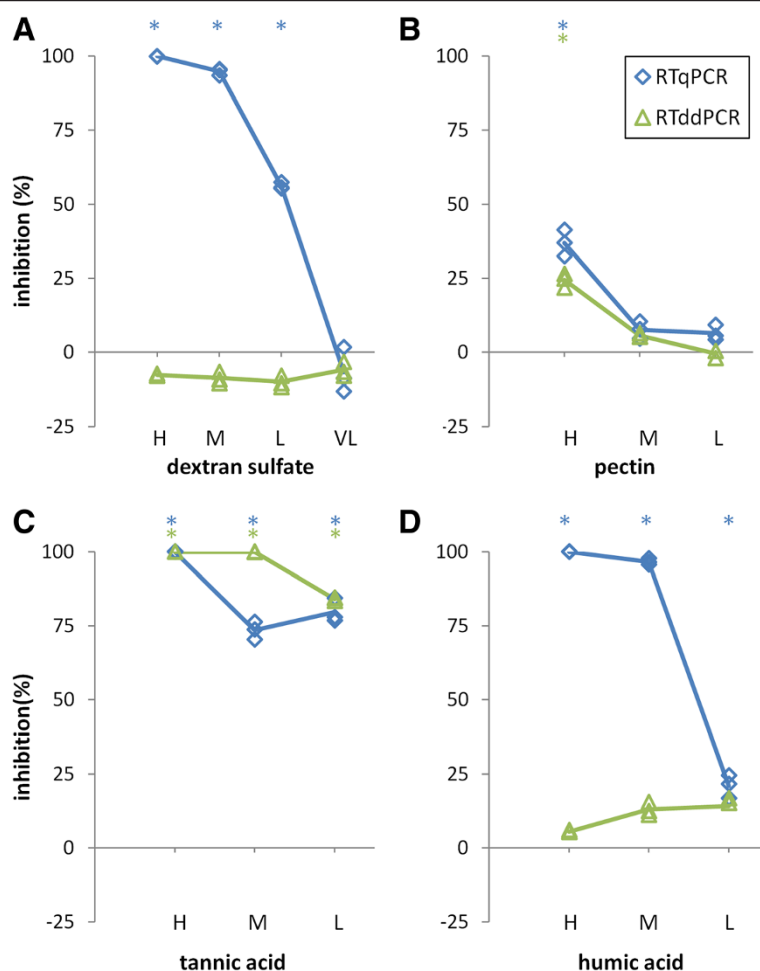 A
* * *
100
75
50
25
0
-25
inhibition (%)
H M L VL
dextran sulfate
B
*
*
100
75
50
25
0
-25
RTqPCR
RTddPCR
H M L
pectin
C
* * *
* * *
100
75
50
25
0
-25
inhibition(%)
H M L
tannic acid
D
* * *
100
75
50
25
0
-25
H M L
humic acid